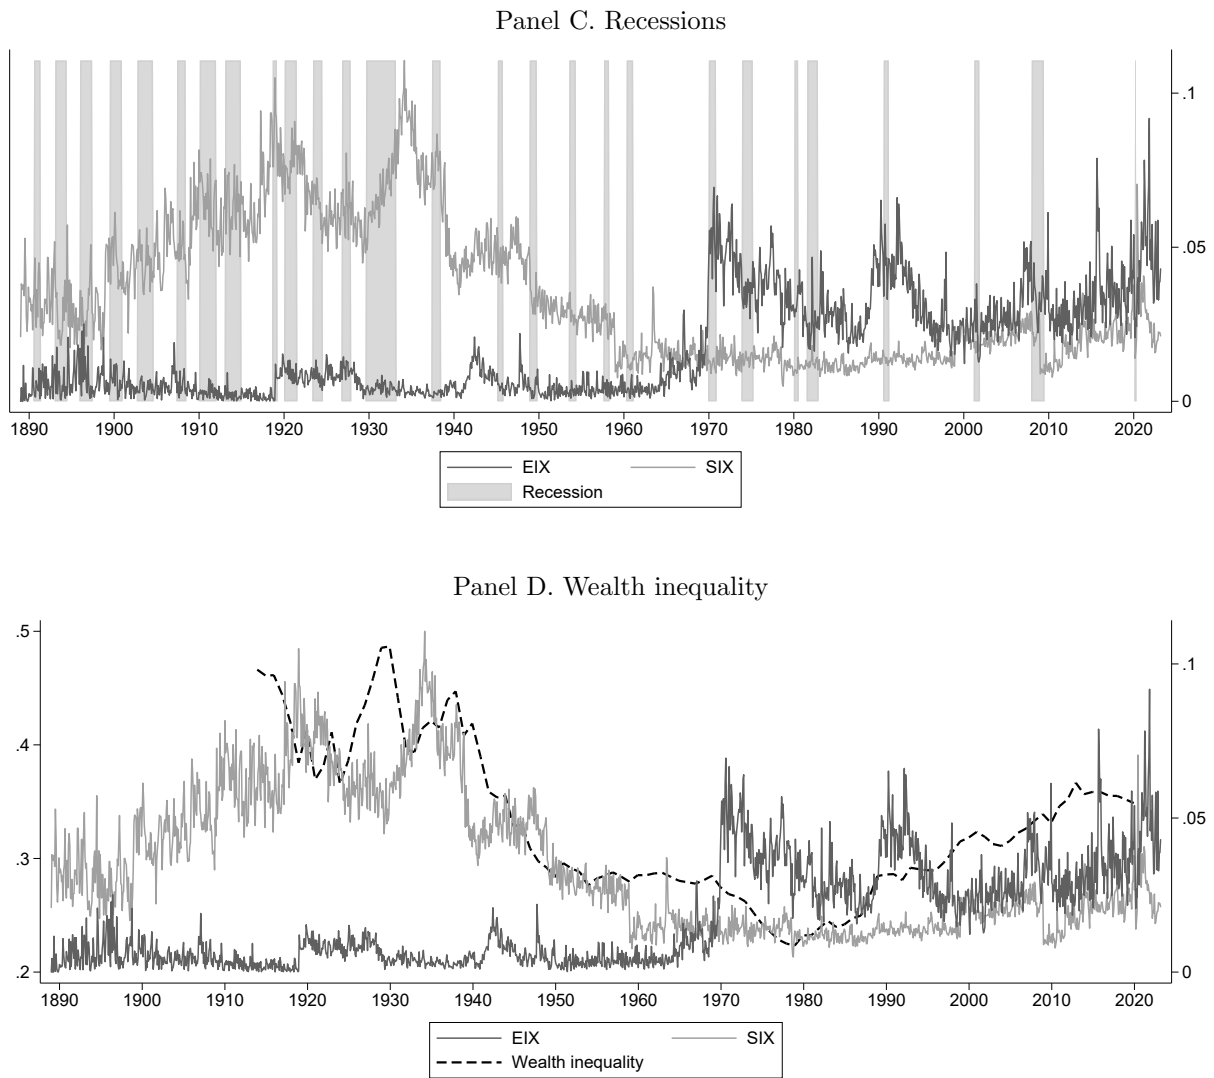 Panel C. Recessions
.1
.05
0
1890 1900 1910 1920 1930 1940 1950 1960 1970 1980 1990 2000 2010 2020
EIX SIX
Recession
Panel D. Wealth inequality
.5
.4
.3
.2
.1
.05
0
1890 1900 1910 1920 1930 1940 1950 1960 1970 1980 1990 2000 2010 2020
EIX SIX
Wealth inequality